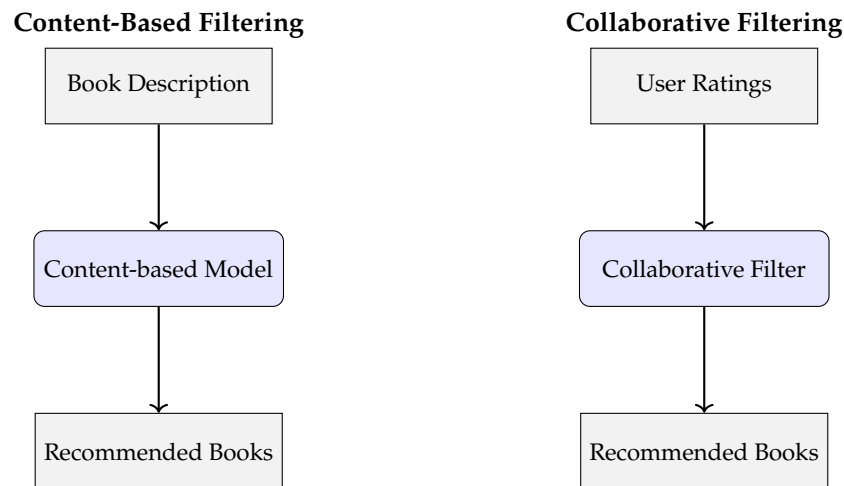 Content-Based Filtering
Book Description
Content-based Model
Recommended Books
Collaborative Filtering
User Ratings
Collaborative Filter
Recommended Books